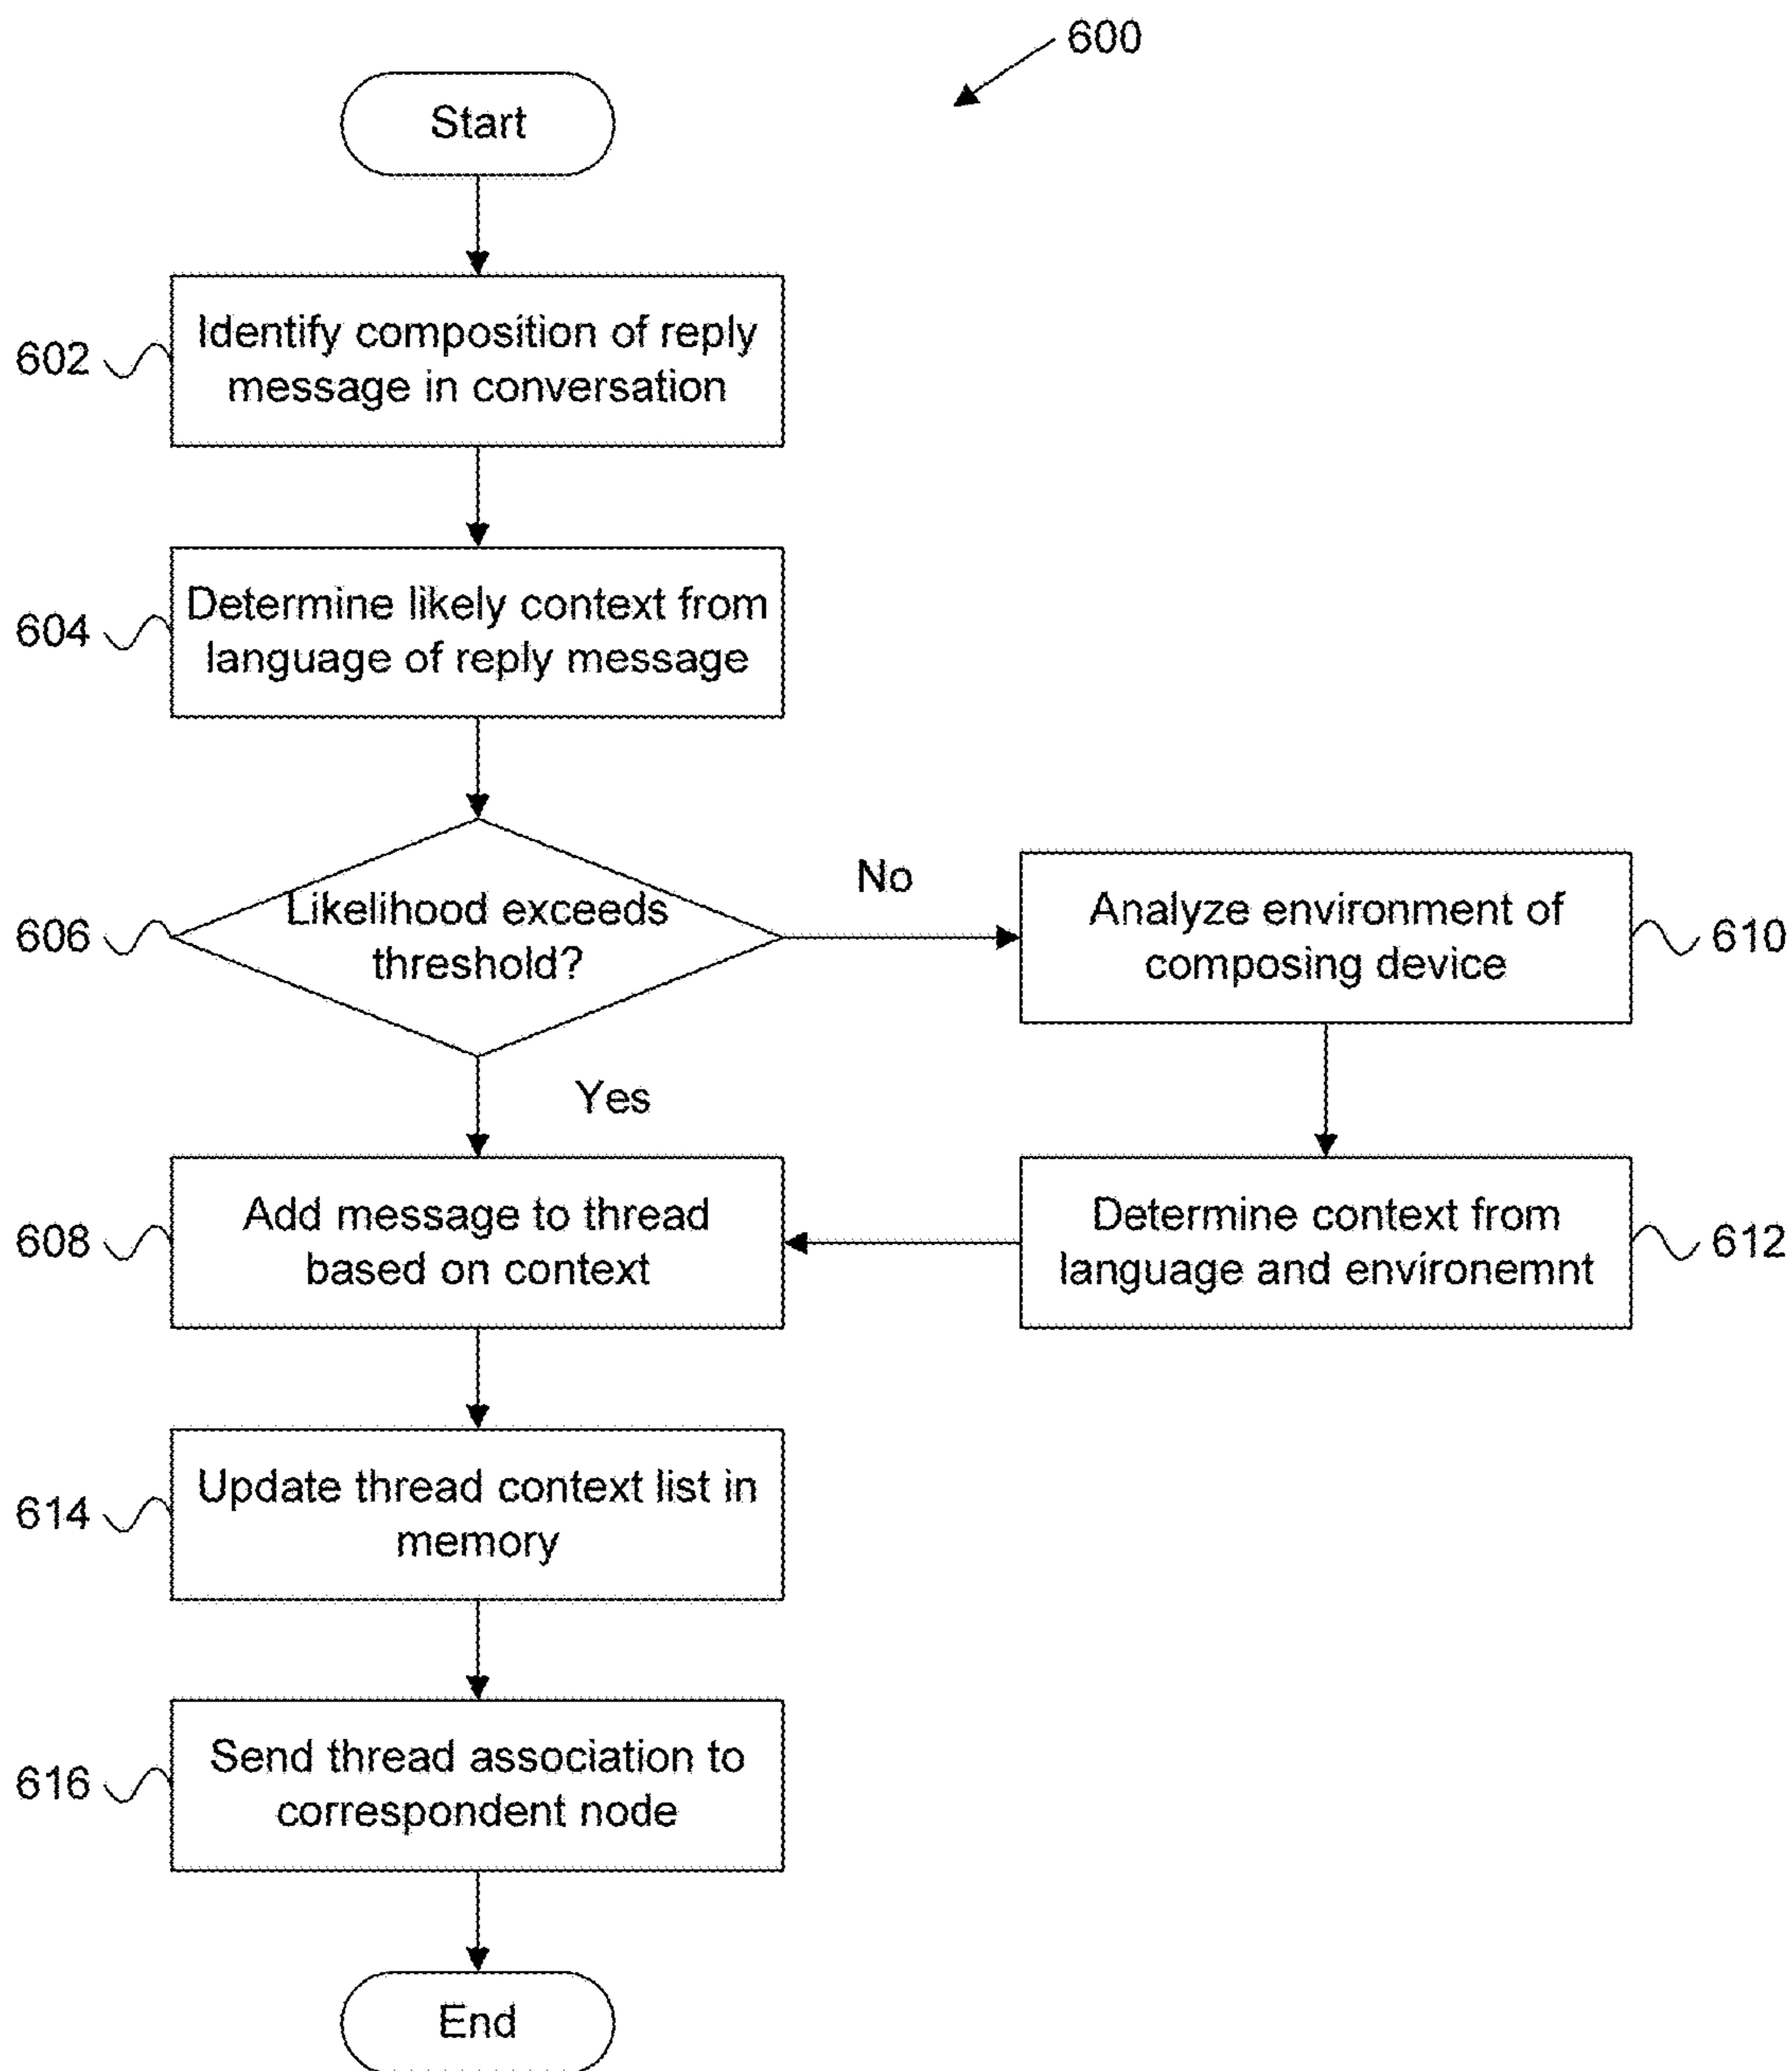 600
Start
602
Identify composition of reply
message in conversation
604
Determine likely context from
language of reply message
606
Likelihood exceeds
threshold?
No
Analyze environment of
composing device
610
Yes
608
Add message to thread
based on context
Determine context from
language and environemnt
612
614
Update thread context list in
memory
616
Send thread association to
correspondent node
End